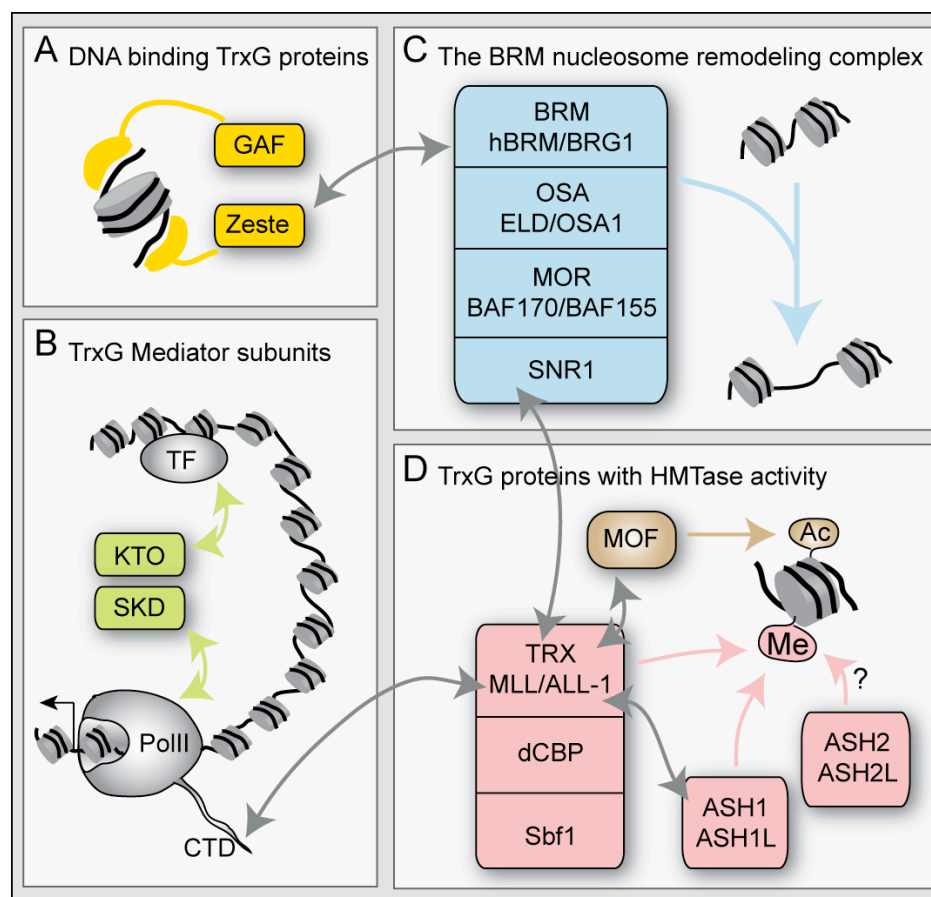 A DNA binding TrxG proteins
GAF
Zeste
B TrxG Mediator subunits
TF
KTO
SKD
PolII
CTD
C The BRM nucleosome remodeling complex
BRM
hBRM/BRG1
OSA
ELD/OSA1
MOR
BAF170/BAF155
SNR1
D TrxG proteins with HMTase activity
MOF
Ac
Me
TRX
MLL/ALL-1
dCBP
Sbf1
?
ASH1
ASH1L
ASH2
ASH2L